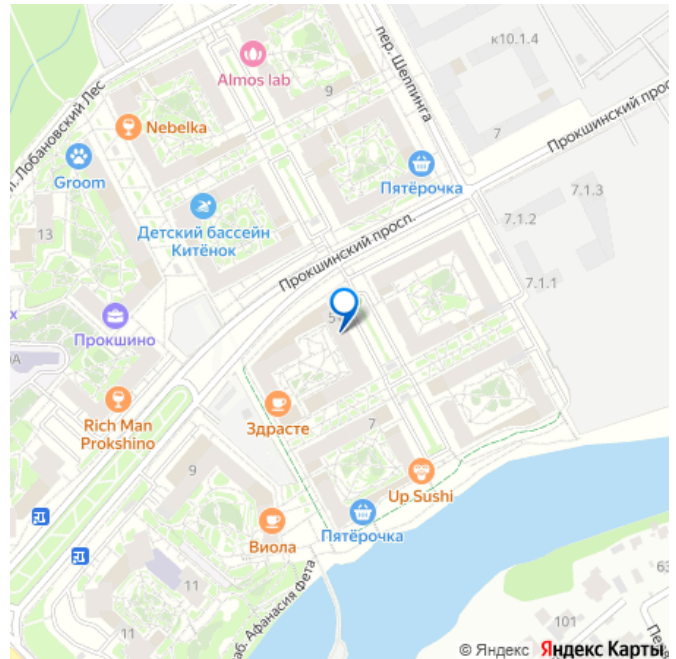 к10.1.4
пер. Шеппинга
Almos lab
9
7
Прокшинский просп.
Nebelka
Пятёрочка
Лобановский Лес
Groom
7.1.3
7.1.2
Детский бассейн
Китёнок
13
Прокшинский просп.
7.1.1
Прокшино
5
Rich Man
Prokshino
Здрасте
7
9
Up Sushi
Виола
Пятёрочка
11
наб. Афанасия Фета
63
101
11
© Яндекс Яндекс Карты